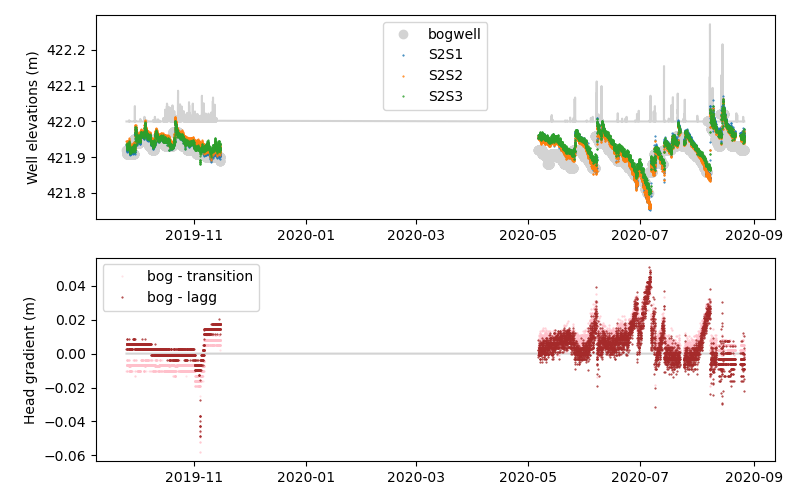 Well elevations (m)
422.2
422.1
422.0
421.9
421.8
bogwell
S2S1
S2S2
S2S3
2019-11
2020-01
2020-03
2020-05
2020-07
2020-09
Head gradient (m)
0.04
0.02
0.00
−0.02
−0.04
−0.06
bog - transition
bog - lagg
2019-11
2020-01
2020-03
2020-05
2020-07
2020-09